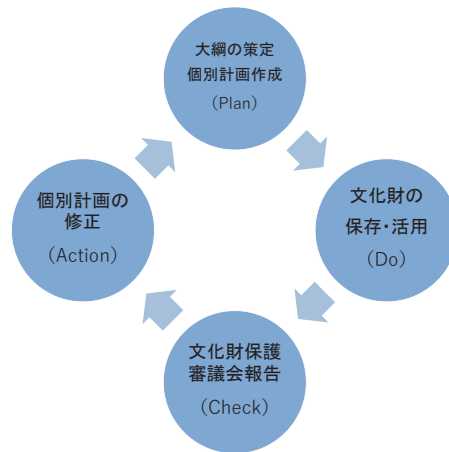 大綱の策定
個別計画作成
（Plan）
文化財の
保存・活用
（Do）
文化財保護
審議会報告
（Check）
個別計画の
修正
（Action）